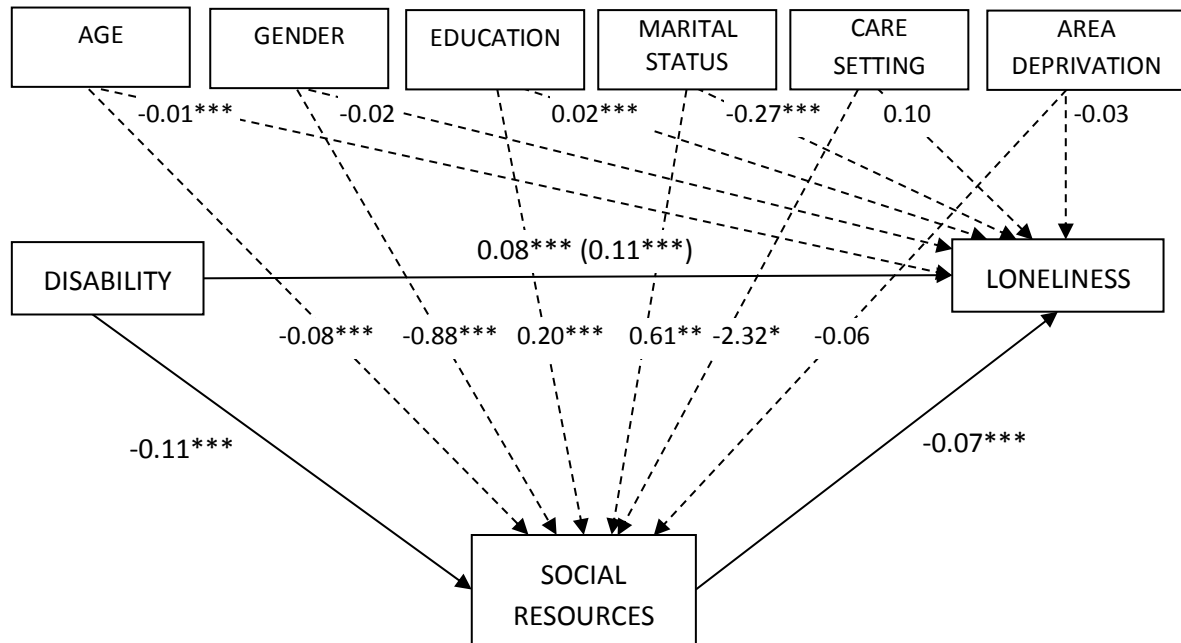 AGE
GENDER
EDUCATION
MARITAL
STATUS
CARE
SETTING
AREA
DEPRIVATION
-0.01***
-0.02
0.02***
-0.27***
0.10
-0.03
0.08*** (0.11***)
DISABILITY
LONELINESS
-0.08***
-0.88***
0.20***
0.61**
-2.32*
-0.06
-0.11***
-0.07***
SOCIAL
RESOURCES